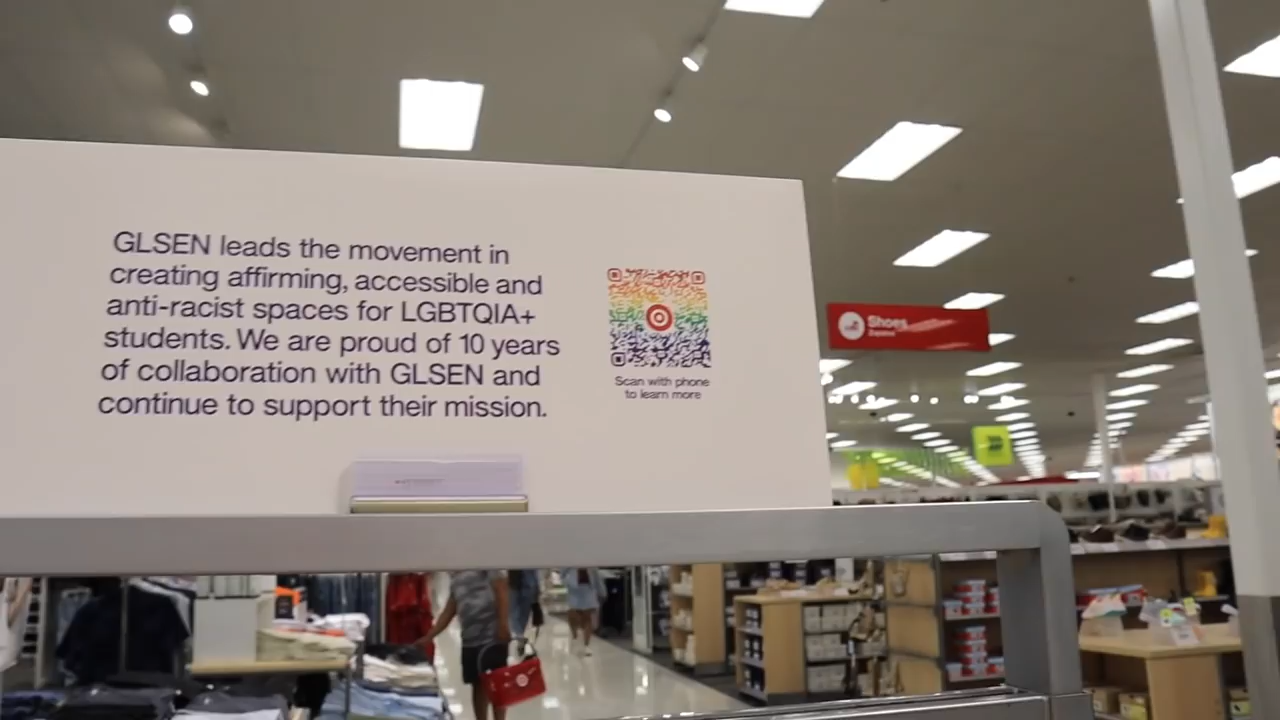 GLSEN leads the movement in
creating affirming, accessible and
anti-racist spaces for LGBTQIA+
students. We are proud of 10 years
of collaboration with GLSEN and
continue to support their mission.
Scan with phone
to learn more
Shoes
Zapatos